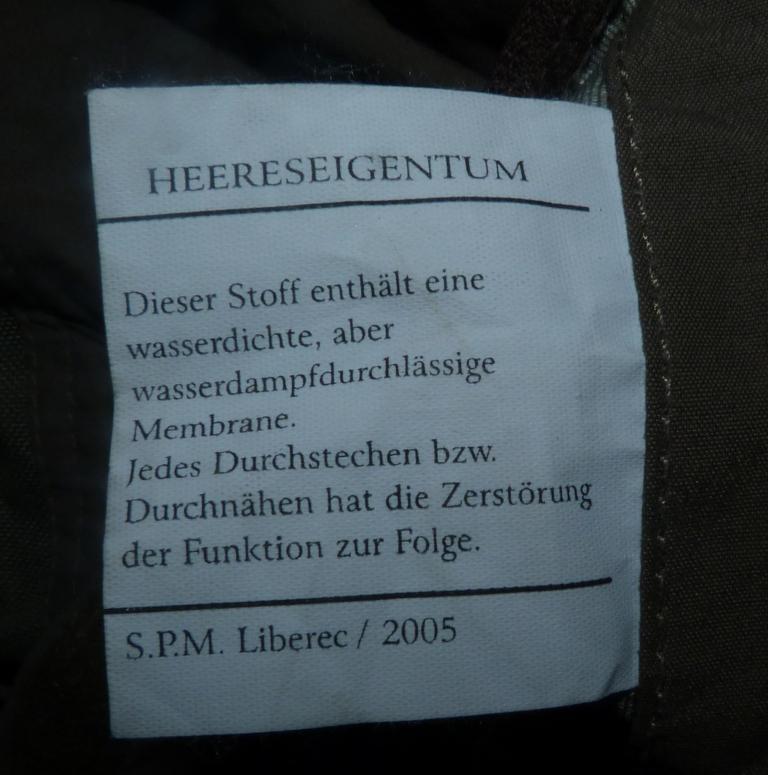 HEERESEIGENTUM
Dieser Stoff enthält eine
wasserdichte, aber
wasserdampfdurchlässige
Membrane.
Jedes Durchstechen bzw.
Durchnähen hat die Zerstörung
der Funktion zur Folge.
S.P.M. Liberec / 2005